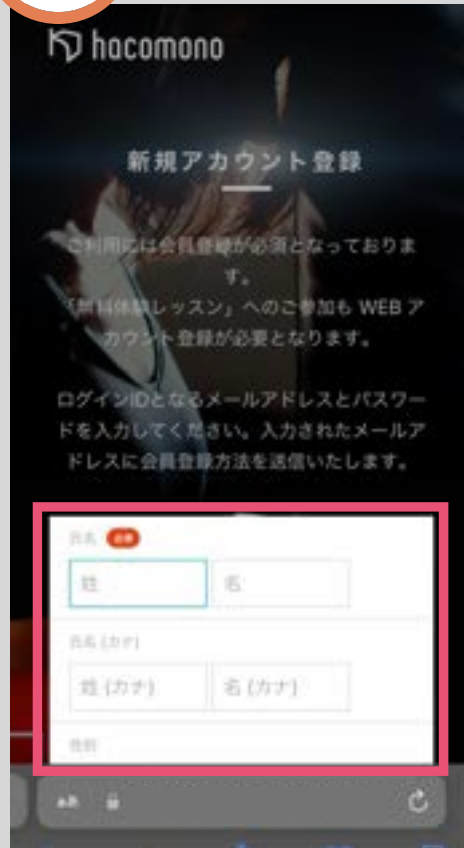 hacomono
新規アカウント登録
ご利用には会員登録が必須となっておりま
す。
「無料体験レッスン」へのご参加も WEB ア
カウント登録が必要となります。
ログインIDとなるメールアドレスとパスワー
ドを入力してください。入力されたメールア
ドレスに会員登録方法を送信いたします。
氏名 必須
姓 名
氏名 (カナ)
姓 (カナ) 名 (カナ)
性別